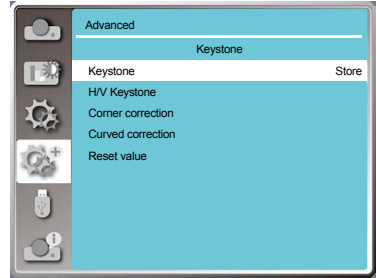 Advanced
Keystone
Keystone Store
H/V Keystone
Corner correction
Curved correction
Reset value